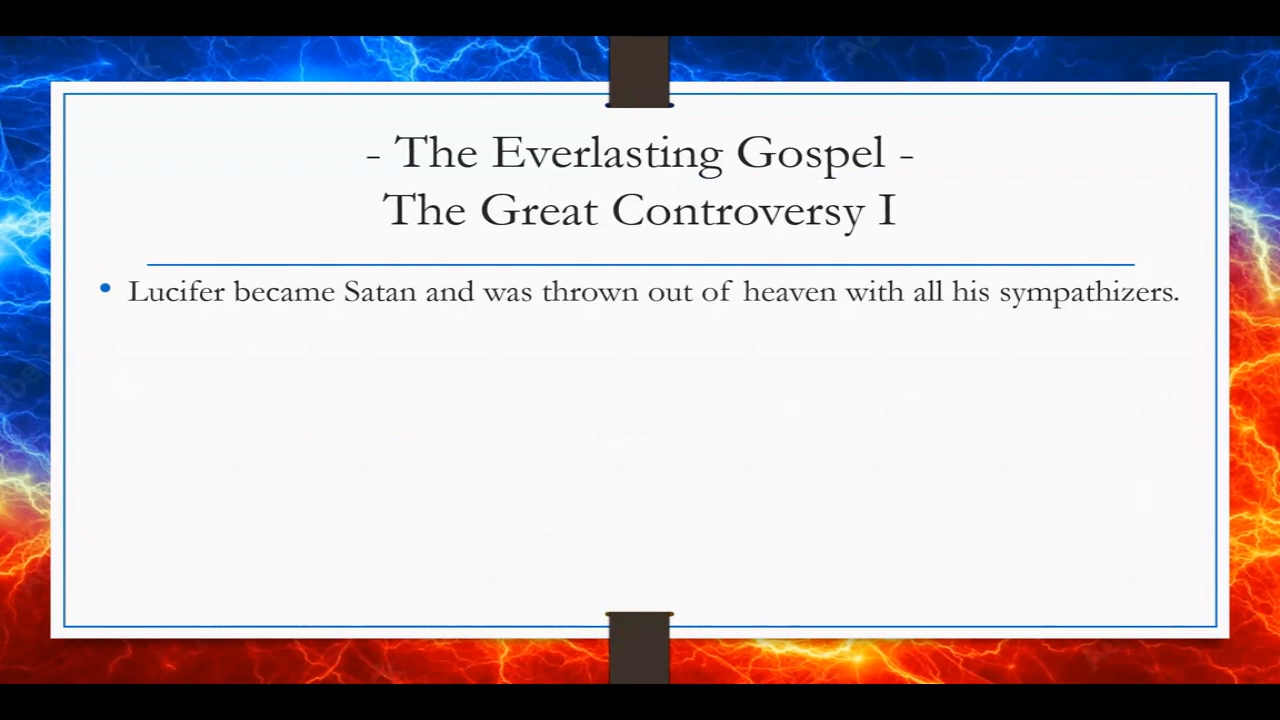 - The Everlasting Gospel -
The Great Controversy I
• Lucifer became Satan and was thrown out of heaven with all his sympathizers.